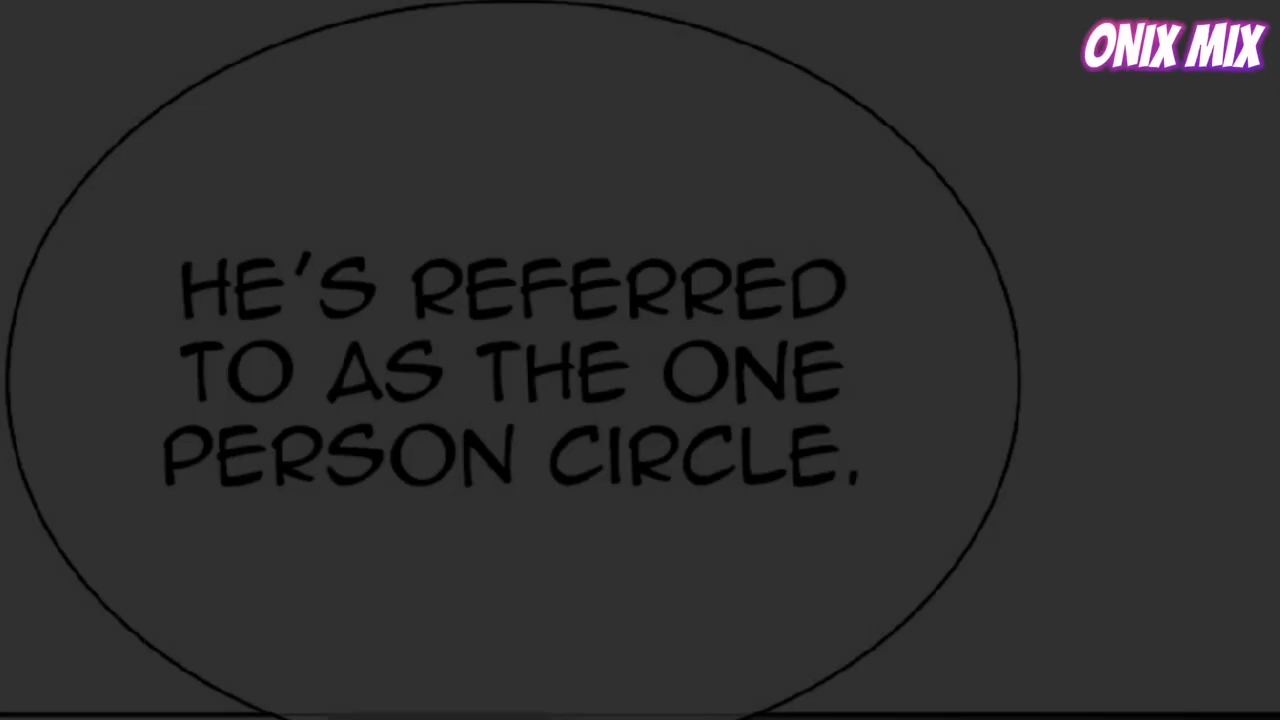 ONIX MIX
HE'S REFERRED
TO AS THE ONE
PERSON CIRCLE.